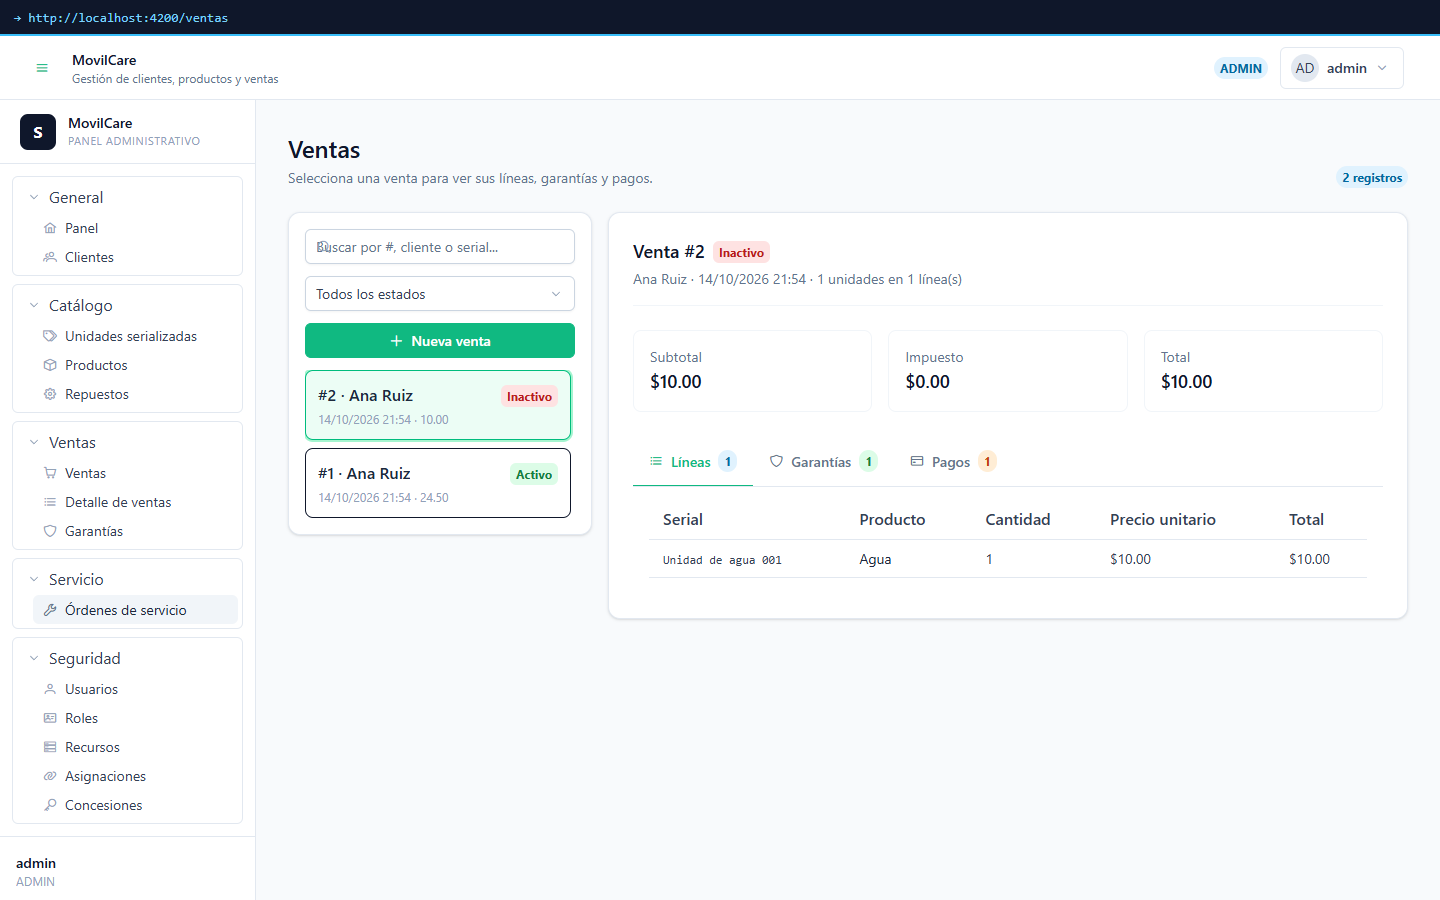 → http://localhost:4200/ventas
MovilCare
Gestión de clientes, productos y ventas
ADMIN
AD admin
S
MovilCare
PANEL ADMINISTRATIVO
General
Panel
Clientes
Catálogo
Unidades serializadas
Productos
Repuestos
Ventas
Ventas
Detalle de ventas
Garantías
Servicio
Órdenes de servicio
Seguridad
Usuarios
Roles
Recursos
Asignaciones
Concesiones
admin
ADMIN
Ventas
Selecciona una venta para ver sus líneas, garantías y pagos.
2 registros
Buscar por #, cliente o serial...
Todos los estados
+ Nueva venta
#2 · Ana Ruiz Inactivo
14/10/2026 21:54 · 10.00
#1 · Ana Ruiz Activo
14/10/2026 21:54 · 24.50
Venta #2 Inactivo
Ana Ruiz · 14/10/2026 21:54 · 1 unidades en 1 línea(s)
Subtotal
$10.00
Impuesto
$0.00
Total
$10.00
Líneas 1 Garantías 1 Pagos 1
Serial Producto Cantidad Precio unitario Total
Unidad de agua 001 Agua 1 $10.00 $10.00